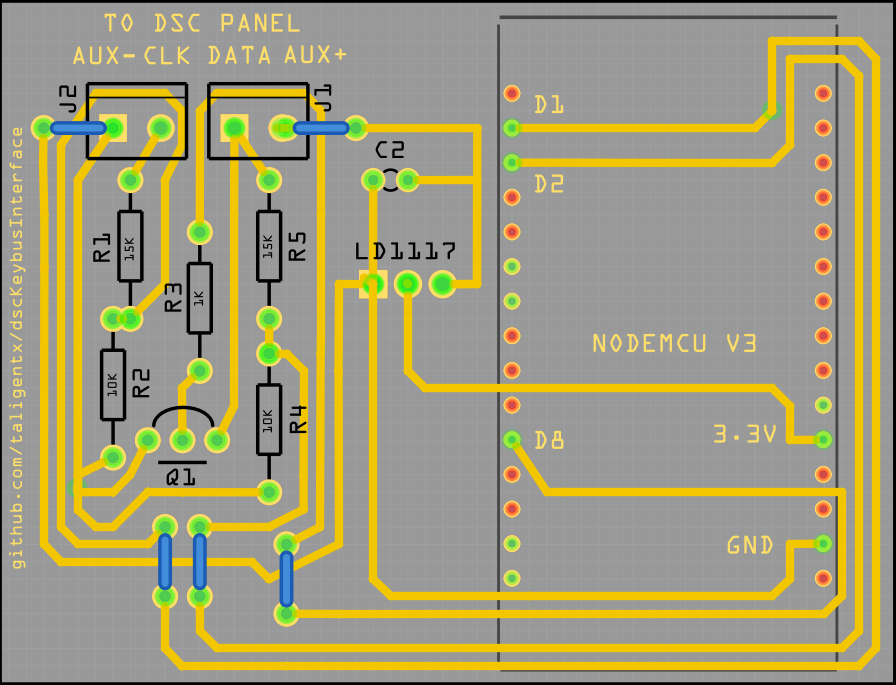 TO DSC PANEL
AUX- CLK DATA AUX+
J2
J1
C2
D1
D2
R1
15K
R3
1K
15K
R5
LD1117
NODEMCU V3
R2
10K
10K
R4
Q1
D8
3.3V
GND
github.com/taligentx/dscKeybusInterface